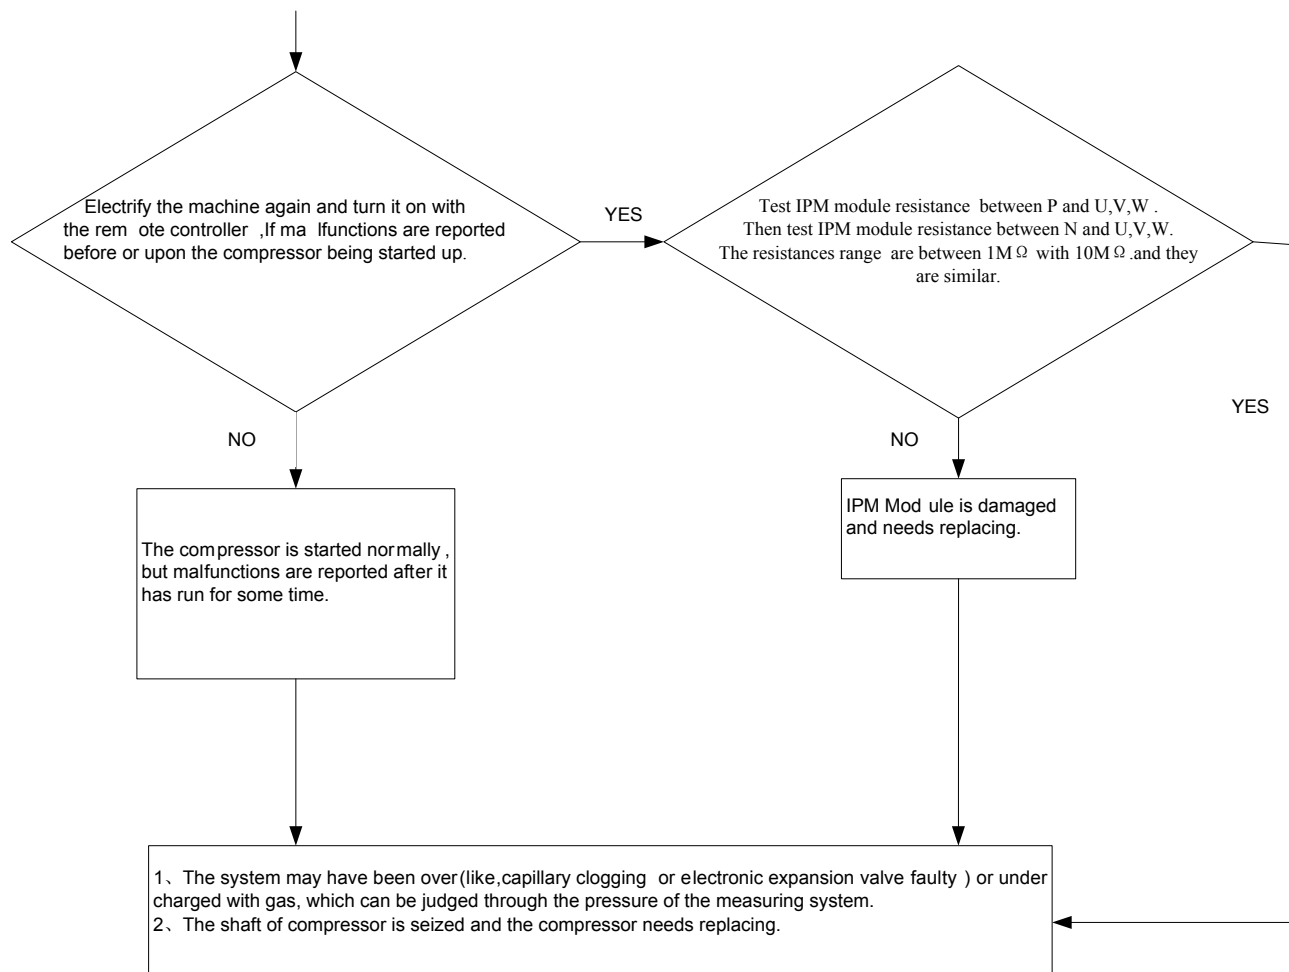 Electrify the machine again and turn it on with
the rem ote controller ,If ma lfunctions are reported
before or upon the compressor being started up.
YES
Test IPM module resistance between P and U,V,W .
Then test IPM module resistance between N and U,V,W.
The resistances range are between 1MΩ with 10MΩ.and they
are similar.
YES
NO
NO
The compressor is started normally ,
but malfunctions are reported after it
has run for some time.
IPM Mod ule is damaged
and needs replacing.
1、The system may have been over(like,capillary clogging or electronic expansion valve faulty ) or under
charged with gas, which can be judged through the pressure of the measuring system.
2、The shaft of compressor is seized and the compressor needs replacing.